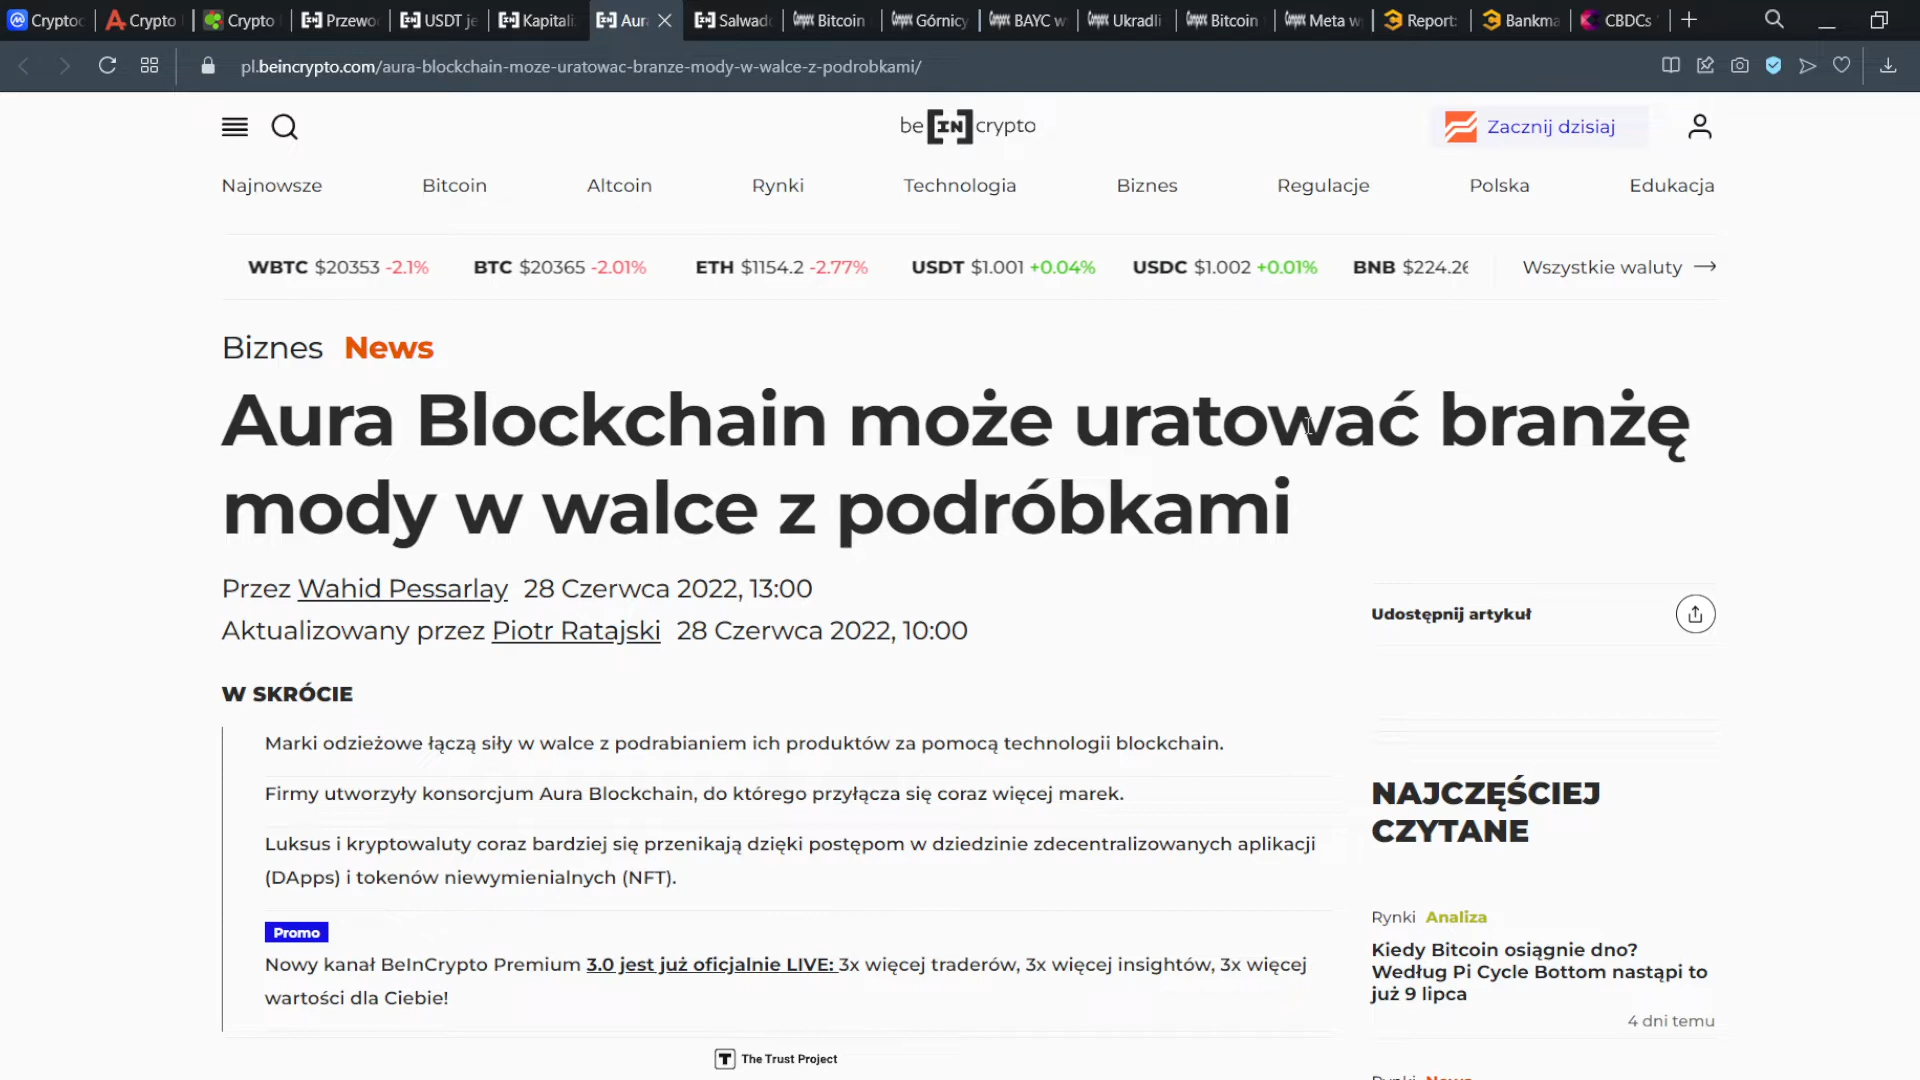 Cryptoc
Crypto
Crypto
Przewo
USDT je
Kapitali
Aura
Salwado
Bitcoin
Górnicy
BAYC w
Ukradli
Bitcoin
Meta w
Report:
Bankma
CBDCs
pl.beincrypto.com/aura-blockchain-moze-uratowac-branze-mody-w-walce-z-podrobkami/
be[IN]crypto
Zacznij dzisiaj
Najnowsze Bitcoin Altcoin Rynki Technologia Biznes Regulacje Polska Edukacja
WBTC $20353 -2.1% BTC $20365 -2.01% ETH $1154.2 -2.77% USDT $1.001 +0.04% USDC $1.002 +0.01% BNB $224.26 Wszystkie waluty →
Biznes News
Aura Blockchain może uratować branżę
mody w walce z podróbkami
Przez Wahid Pessarlay 28 Czerwca 2022, 13:00
Aktualizowany przez Piotr Ratajski 28 Czerwca 2022, 10:00
Udostępnij artykuł
W SKRÓCIE
Marki odzieżowe łączą siły w walce z podrabianiem ich produktów za pomocą technologii blockchain.
Firmy utworzyły konsorcjum Aura Blockchain, do którego przyłącza się coraz więcej marek.
Luksus i kryptowaluty coraz bardziej się przenikają dzięki postępom w dziedzinie zdecentralizowanych aplikacji
(DApps) i tokenów niewymienialnych (NFT).
Promo
Nowy kanał BeInCrypto Premium 3.0 jest już oficjalnie LIVE: 3x więcej traderów, 3x więcej insightów, 3x więcej
wartości dla Ciebie!
The Trust Project
NAJCZĘŚCIEJ
CZYTANE
Rynki Analiza
Kiedy Bitcoin osiągnie dno?
Według Pi Cycle Bottom nastąpi to
już 9 lipca
4 dni temu